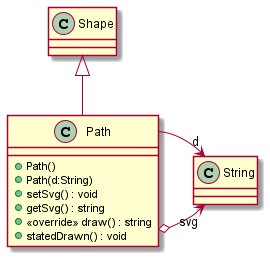 C Shape
C Path
Path()
Path(d:String)
setSvg() : void
getSvg() : string
«override» draw() : string
statedDrawn() : void
d
svg
C String